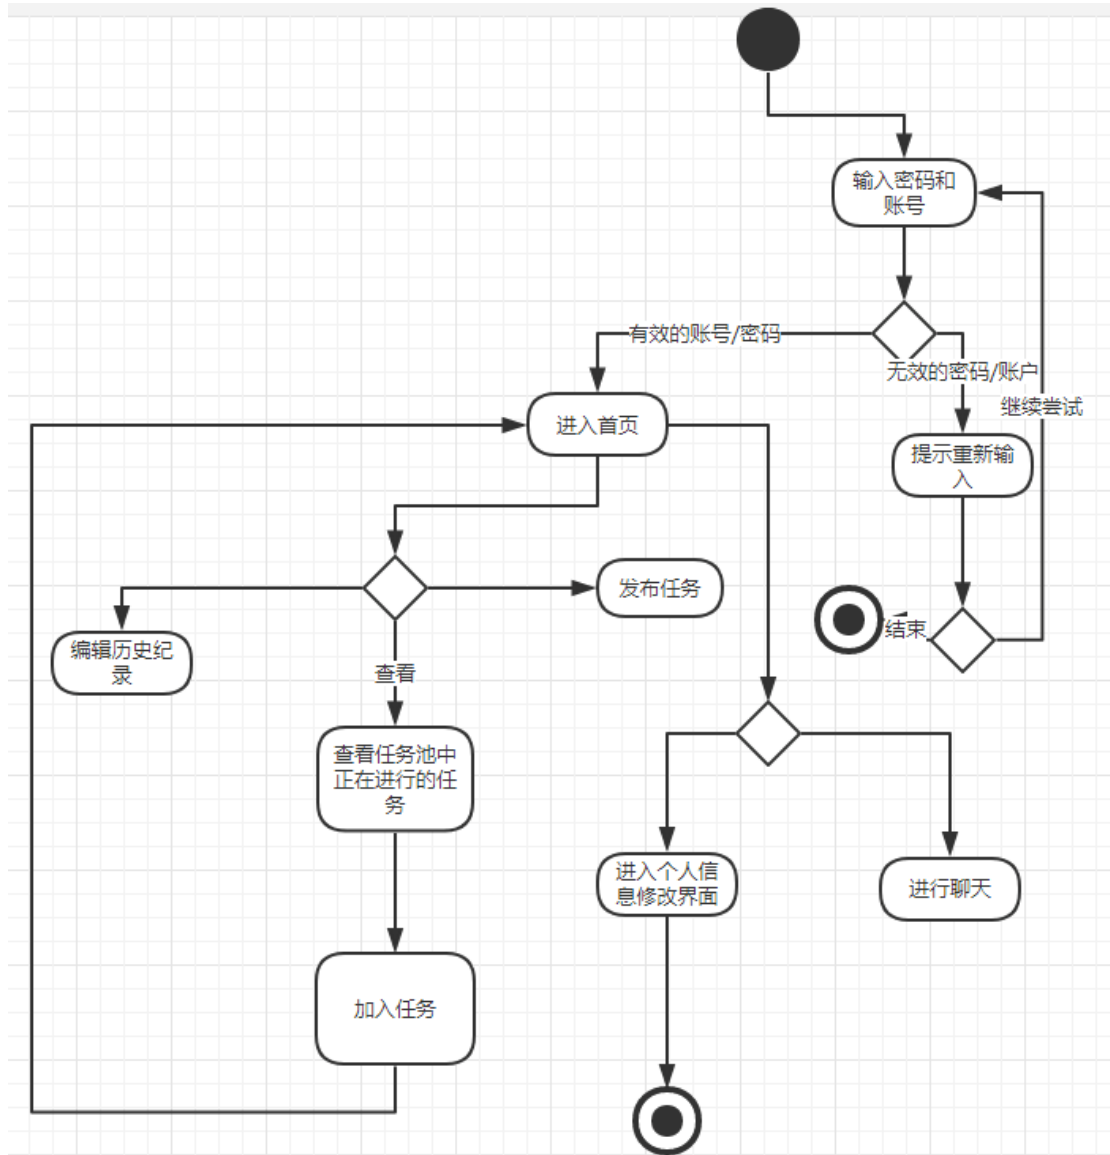 输入密码和
账号
有效的账号/密码
无效的密码/账户
继续尝试
进入首页
提示重新输
入
发布任务
结束
编辑历史纪
录
查看
查看任务池中
正在进行的任
务
进入个人信
息修改界面
进行聊天
加入任务